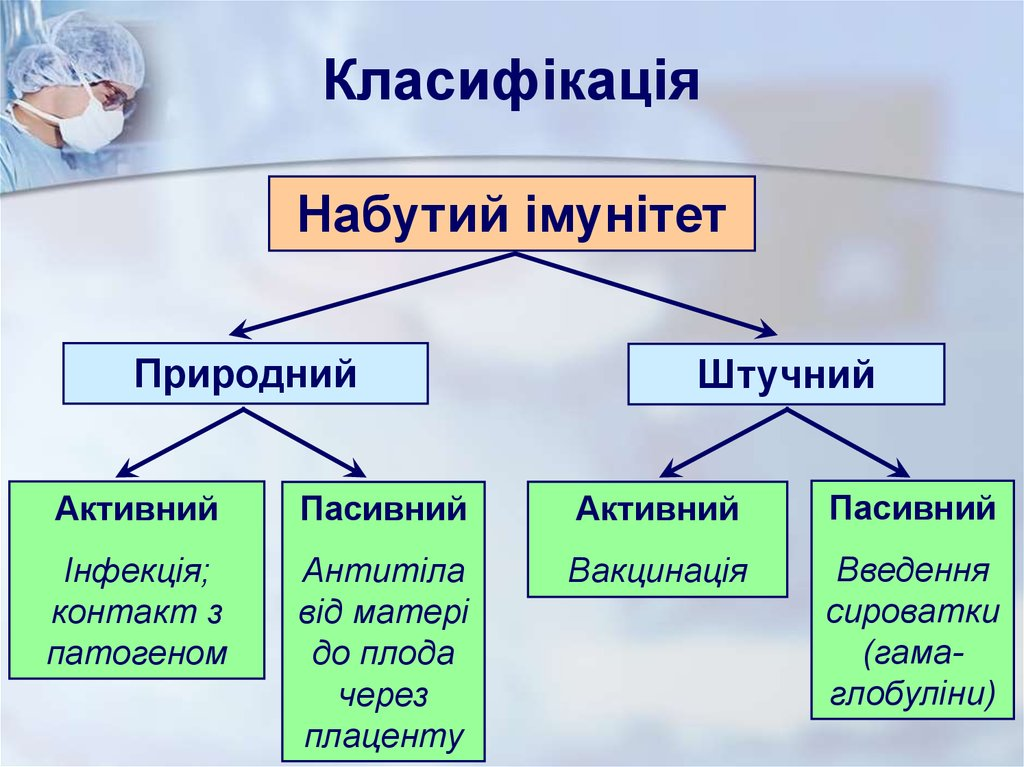 Класифікація
Набутий імунітет
Природний
Штучний
Активний
Інфекція;
контакт з
патогеном
Пасивний
Антитіла
від матері
до плода
через
плаценту
Активний
Вакцинація
Пасивний
Введення
сироватки
(гама-
глобуліни)